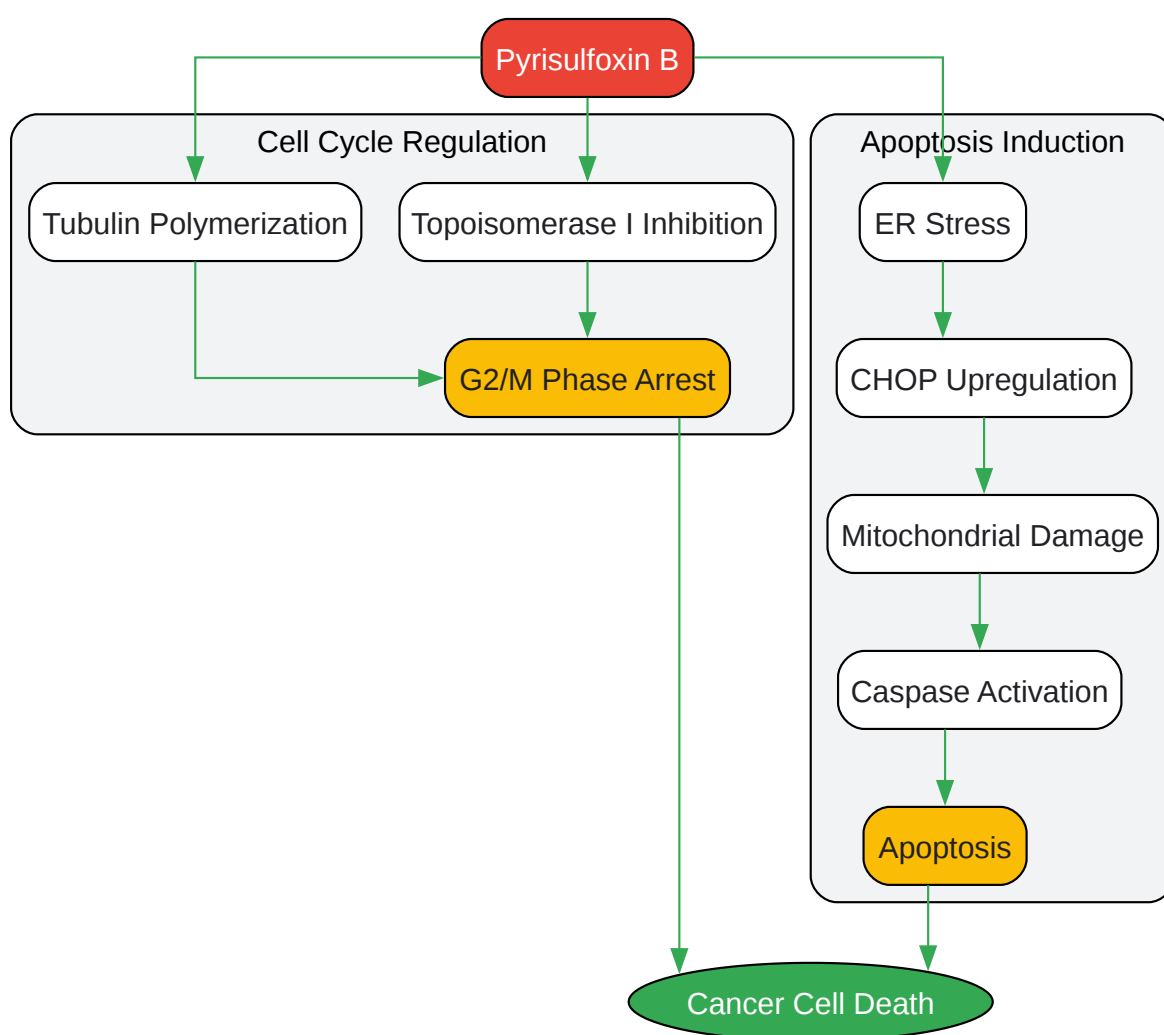 Pyrisulfoxin B
Cell Cycle Regulation
Apoptosis Induction
Tubulin Polymerization
Topoisomerase I Inhibition
ER Stress
G2/M Phase Arrest
CHOP Upregulation
Mitochondrial Damage
Caspase Activation
Apoptosis
Cancer Cell Death